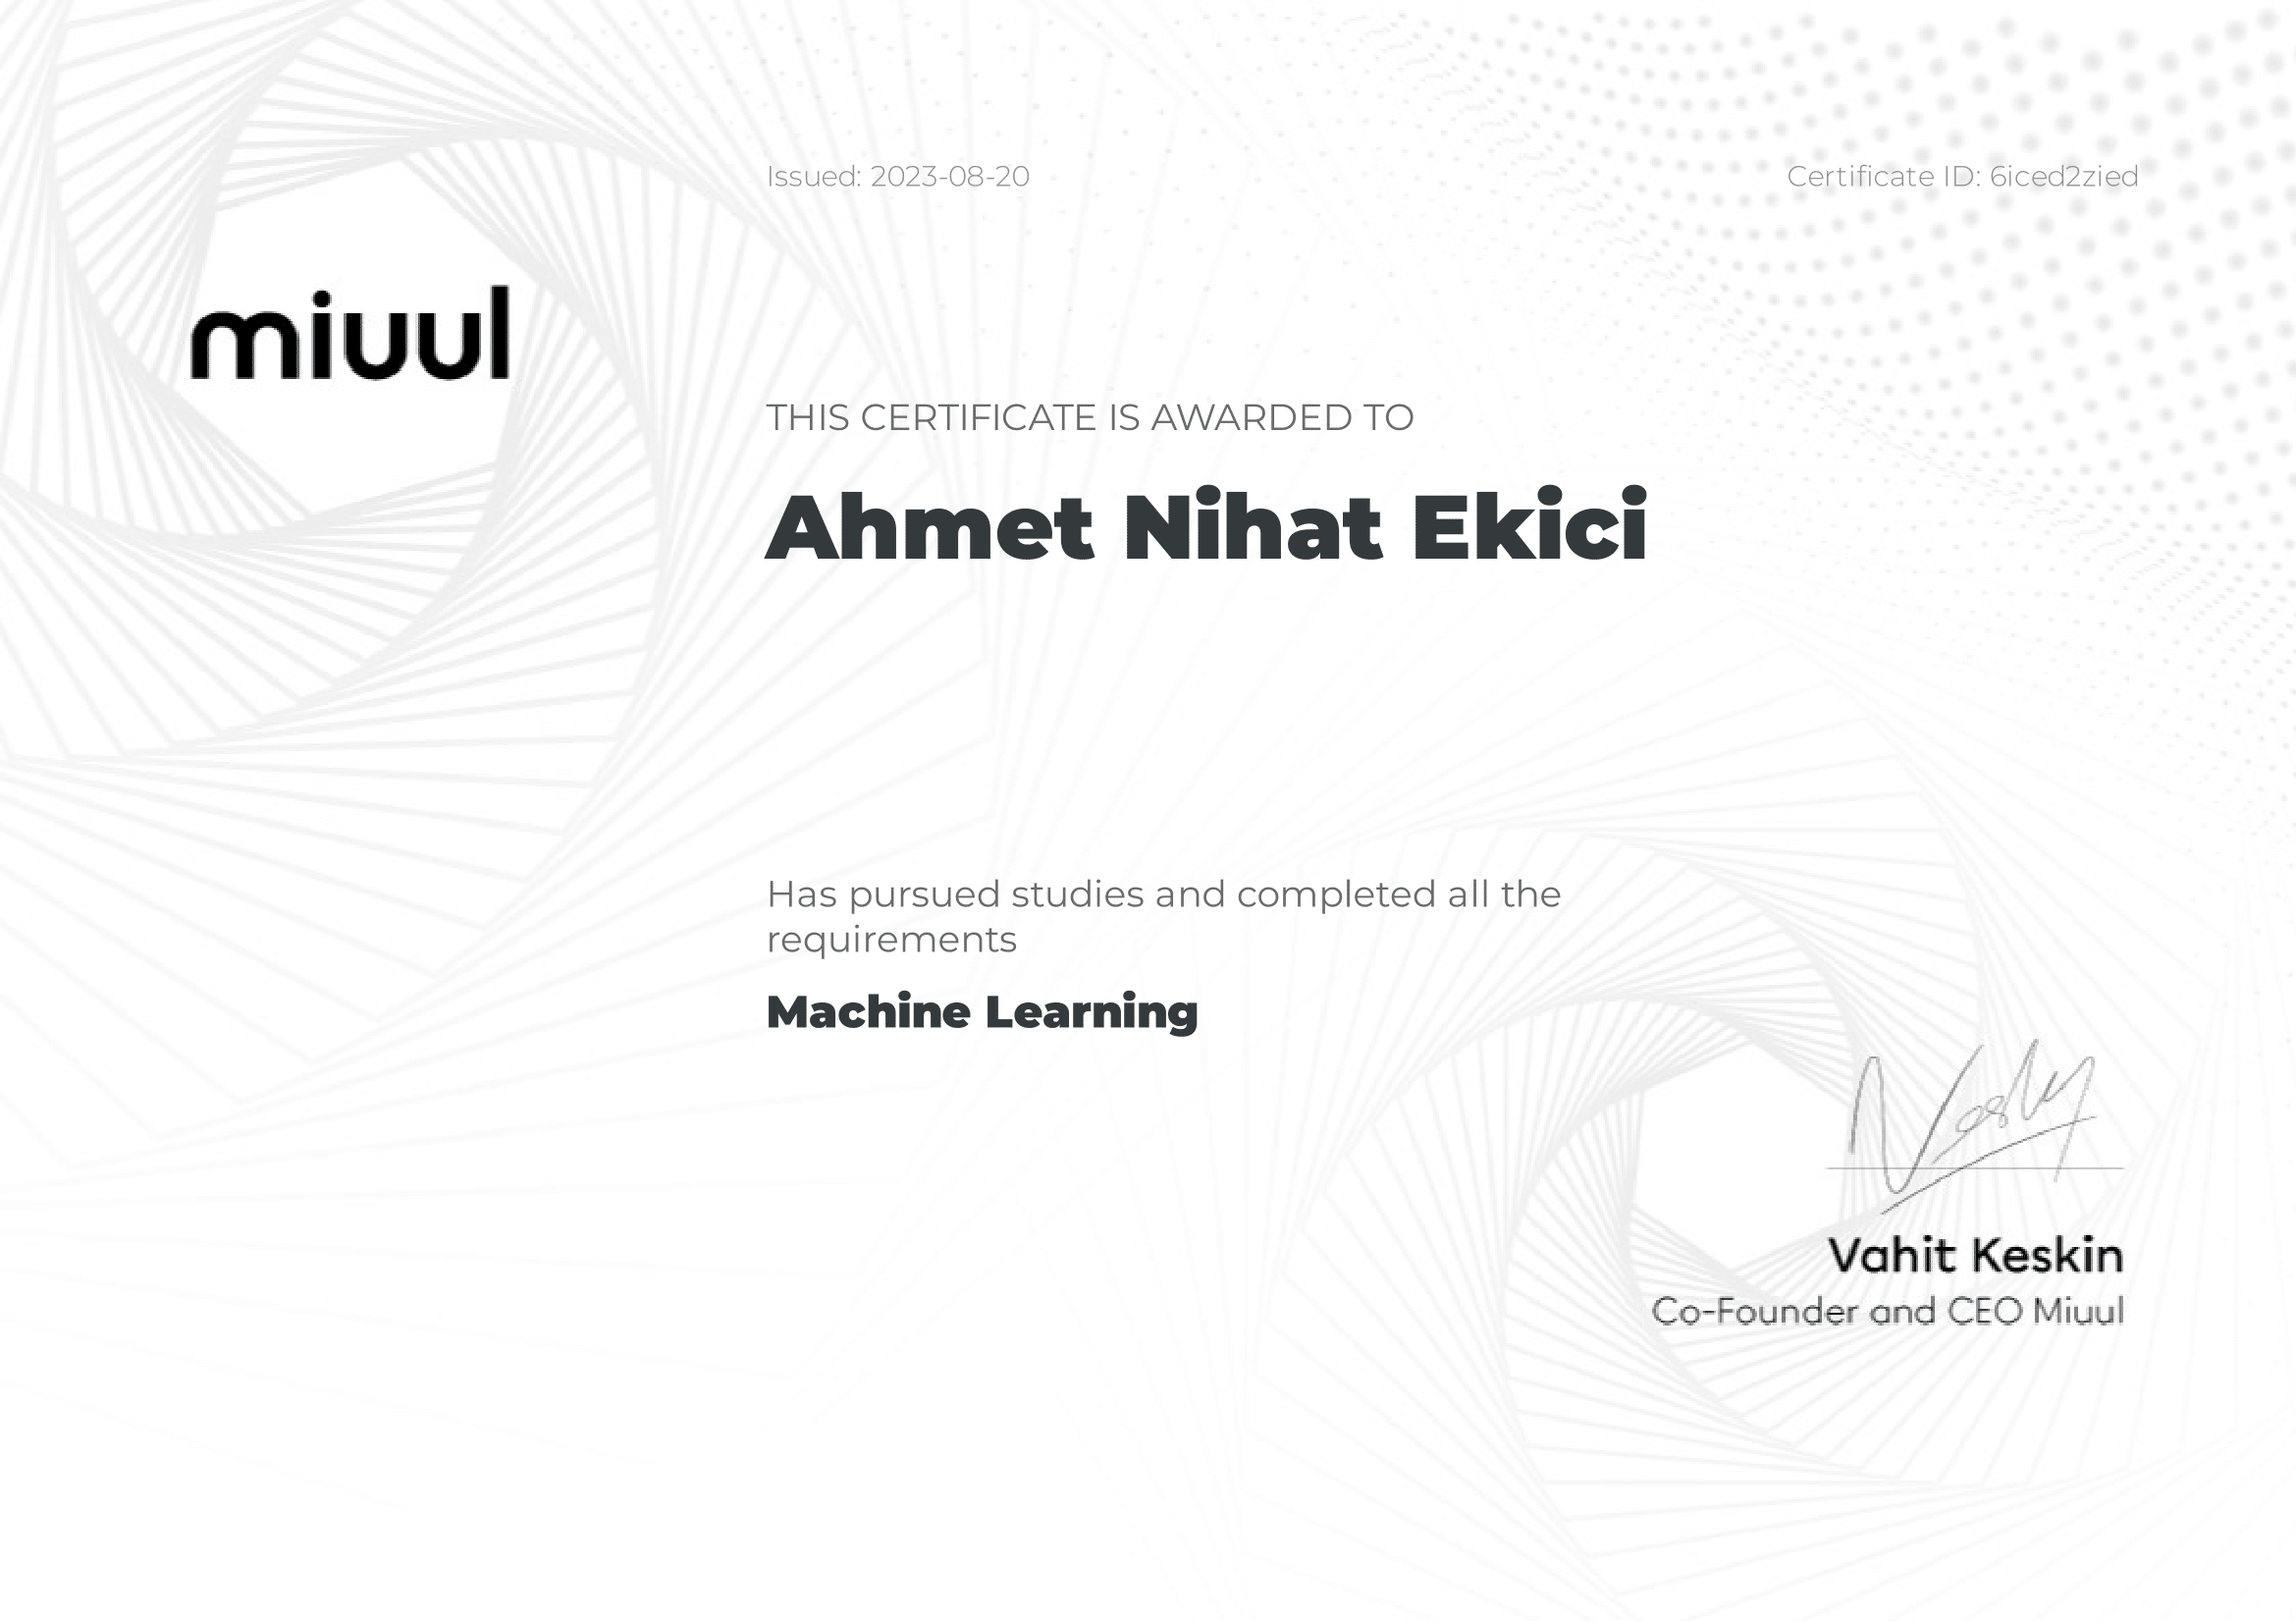 Issued: 2023-08-20
Certificate ID: 6iced2zied
miuul
THIS CERTIFICATE IS AWARDED TO
Ahmet Nihat Ekici
Has pursued studies and completed all the
requirements
Machine Learning
Vahit Keskin
Co-Founder and CEO Miuul